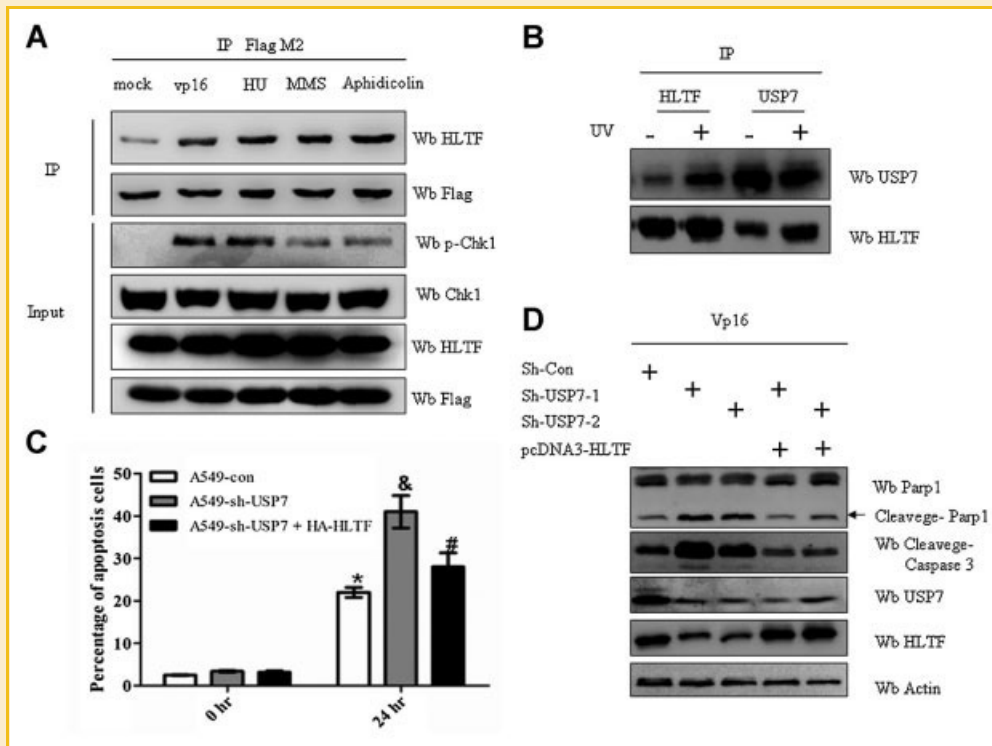 A
IP Flag M2
mock vp16 HU MMS Aphidicolin
IP
Wb HLTF
Wb Flag
Input
Wb p-Chk1
Wb Chk1
Wb HLTF
Wb Flag
B
IP
HLTF USP7
UV - + - +
Wb USP7
Wb HLTF
C
Percentage of apoptosis cells
50
40
30
20
10
0
A549-con
A549-sh-USP7
A549-sh-USP7 + HA-HLTF
* & #
0 hr 24 hr
D
Vp16
Sh-Con +
Sh-USP7-1 + +
Sh-USP7-2 + +
pcDNA3-HLTF + +
Wb Parp1
Cleavege- Parp1
Wb Cleavege-
Caspase 3
Wb USP7
Wb HLTF
Wb Actin